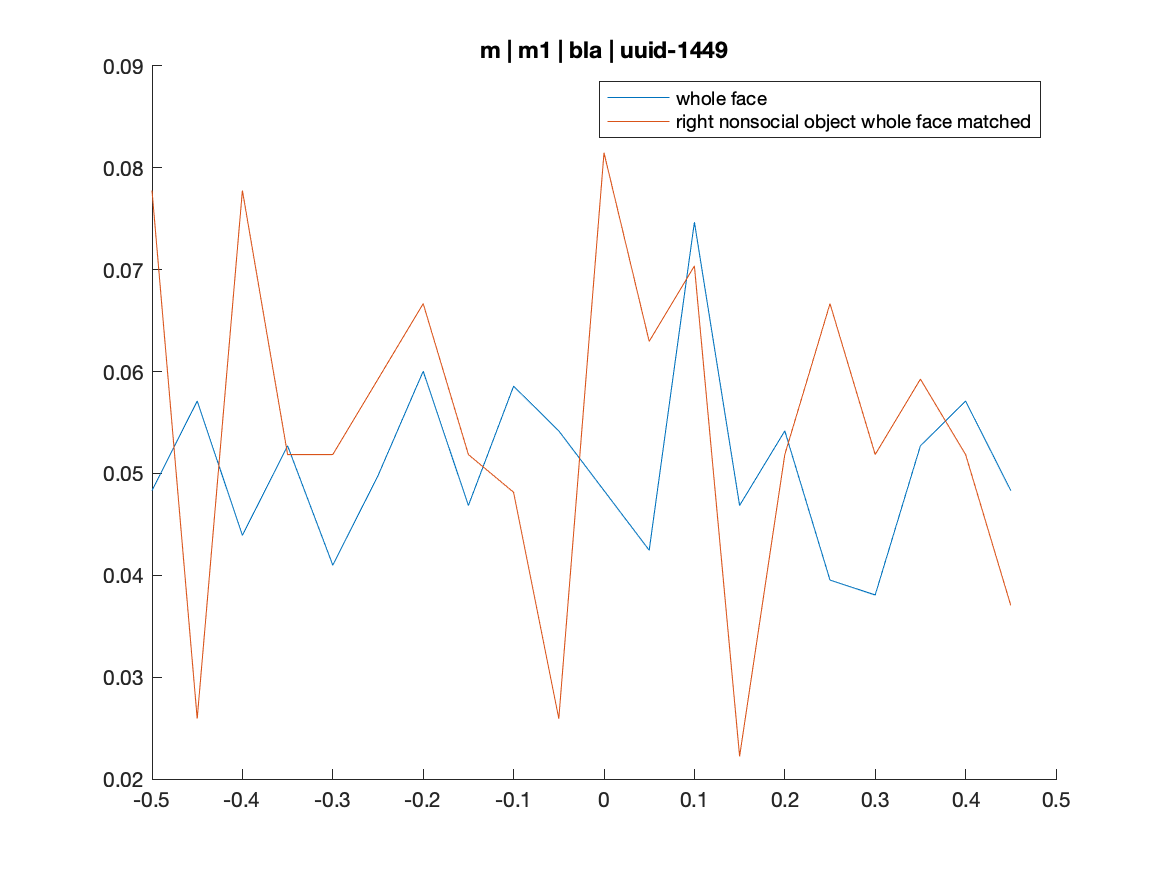 m | m1 | bla | uuid-1449
0.09
whole face
right nonsocial object whole face matched
0.08
0.07
0.06
0.05
0.04
0.03
0.02
-0.5 -0.4 -0.3 -0.2 -0.1 0 0.1 0.2 0.3 0.4 0.5